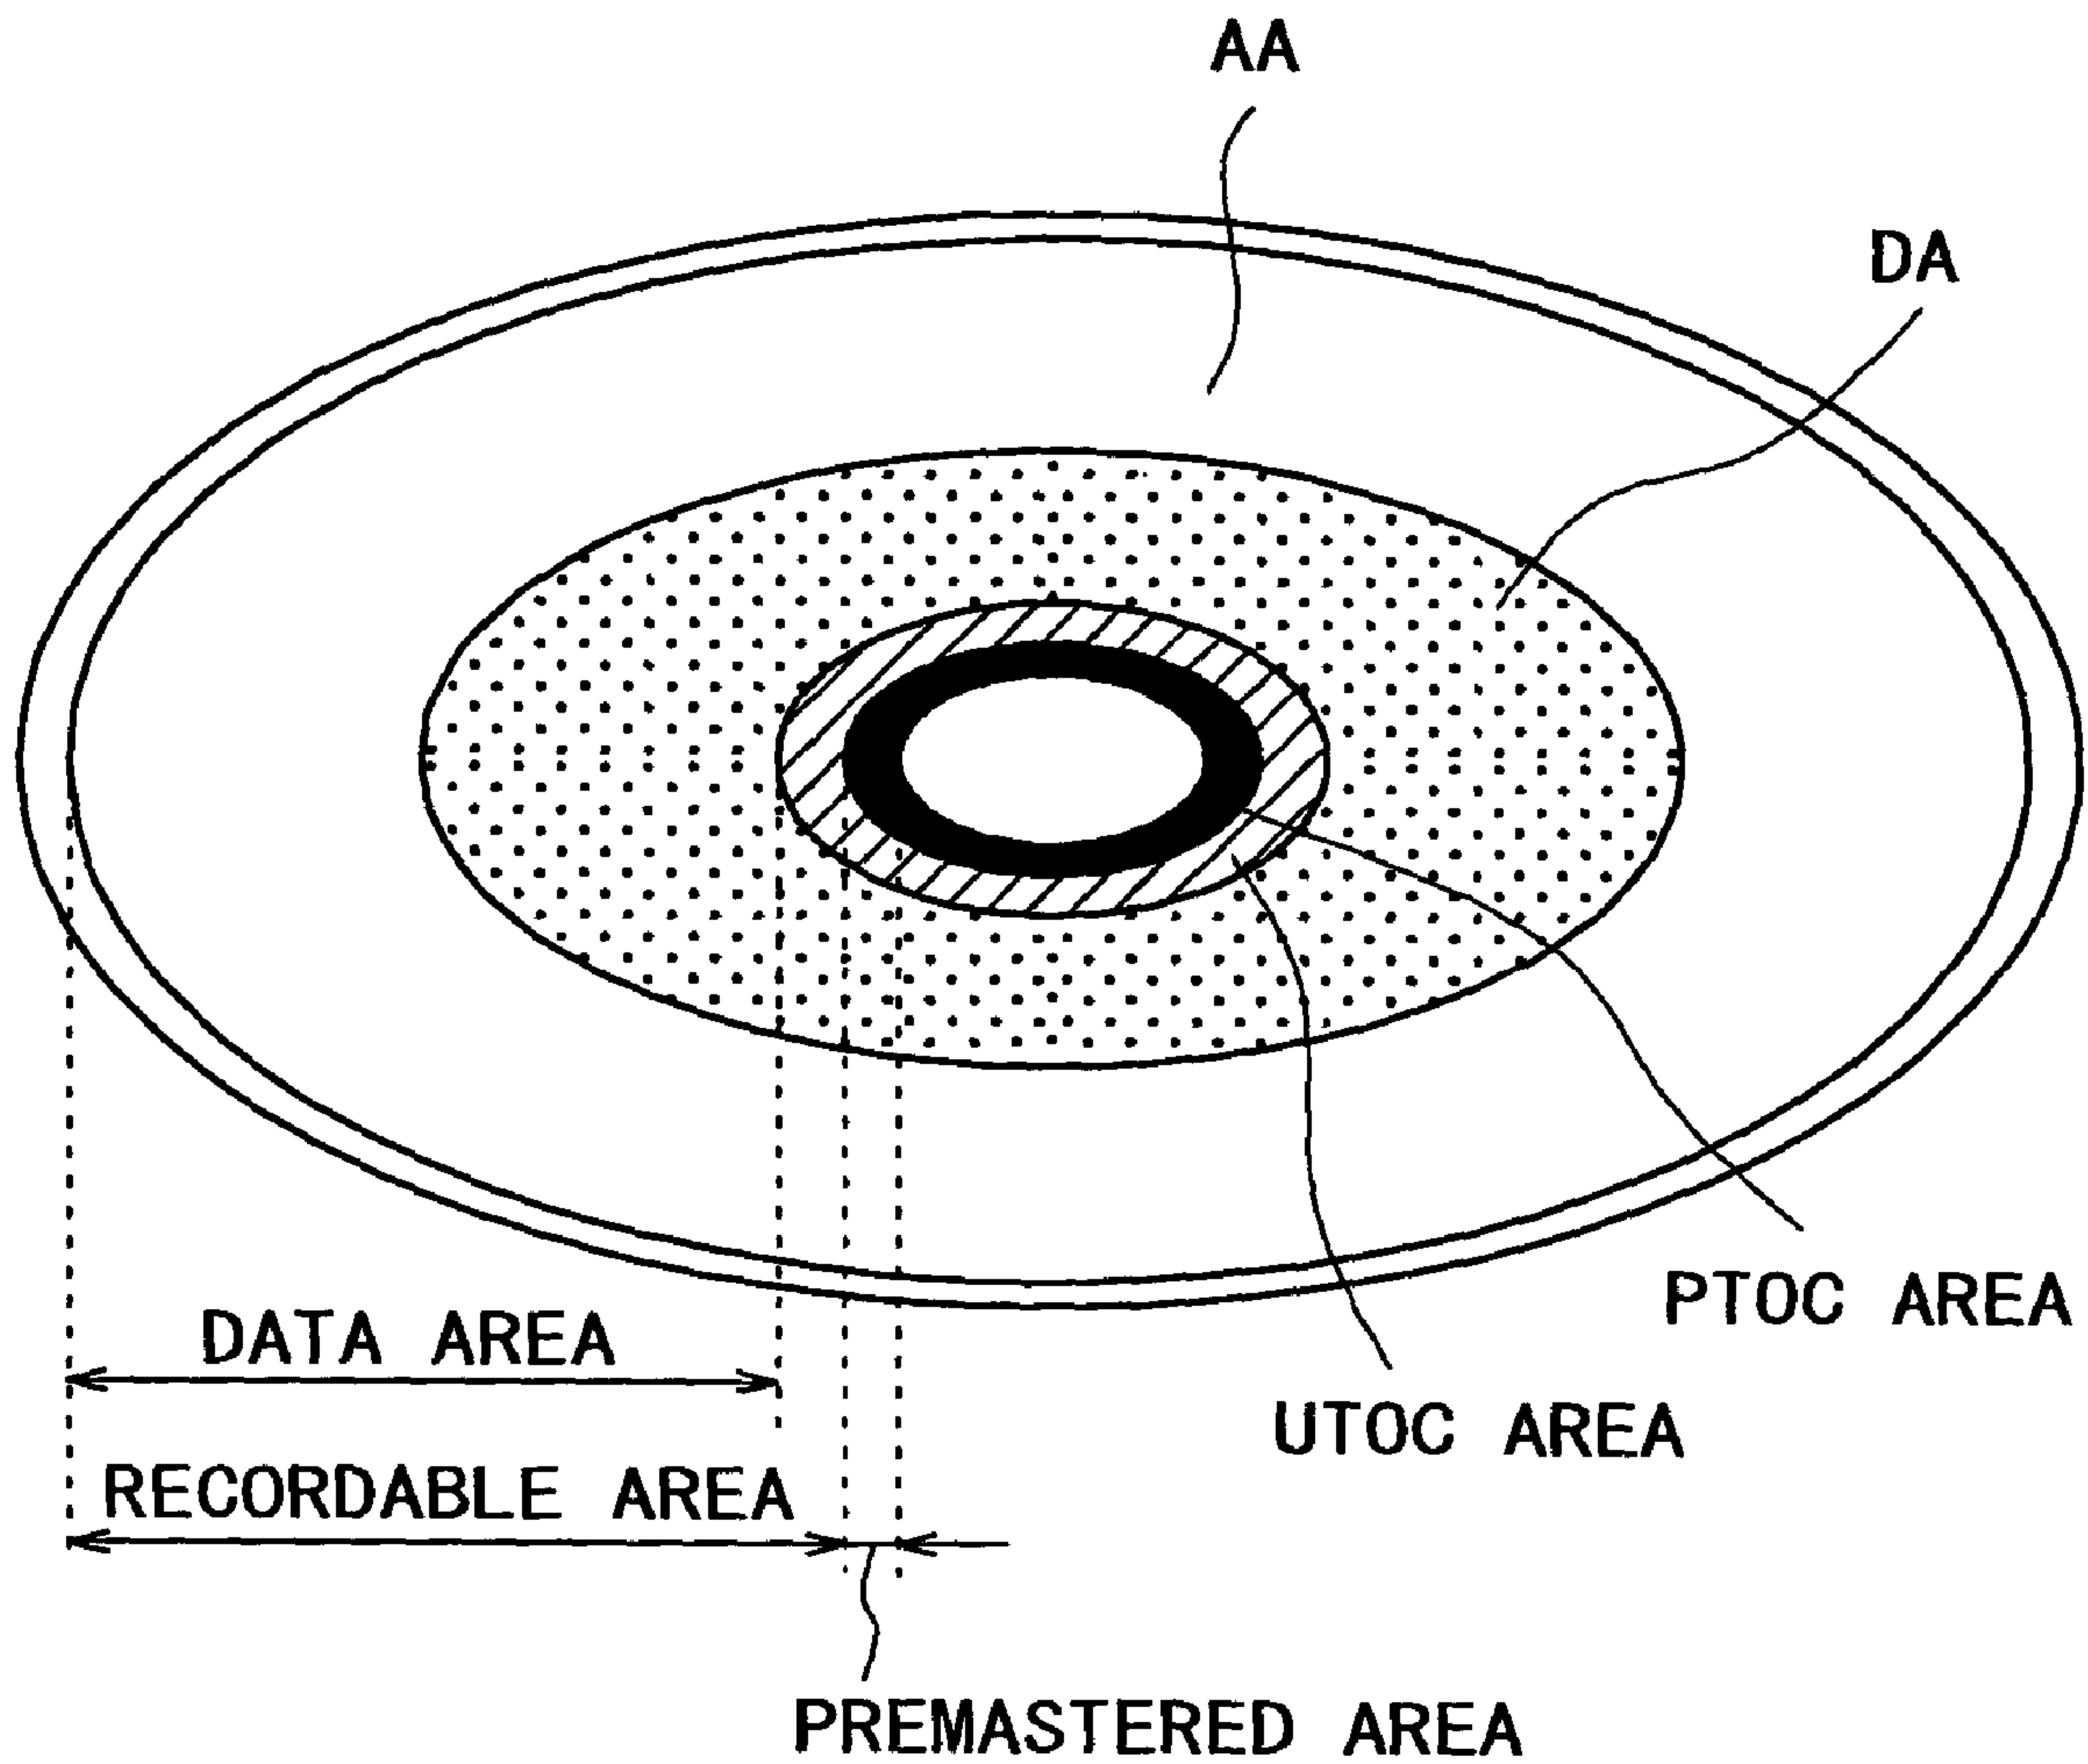 AA
DA
PTOC AREA
DATA AREA
UTOC AREA
RECORDABLE AREA
PREMASTERED AREA